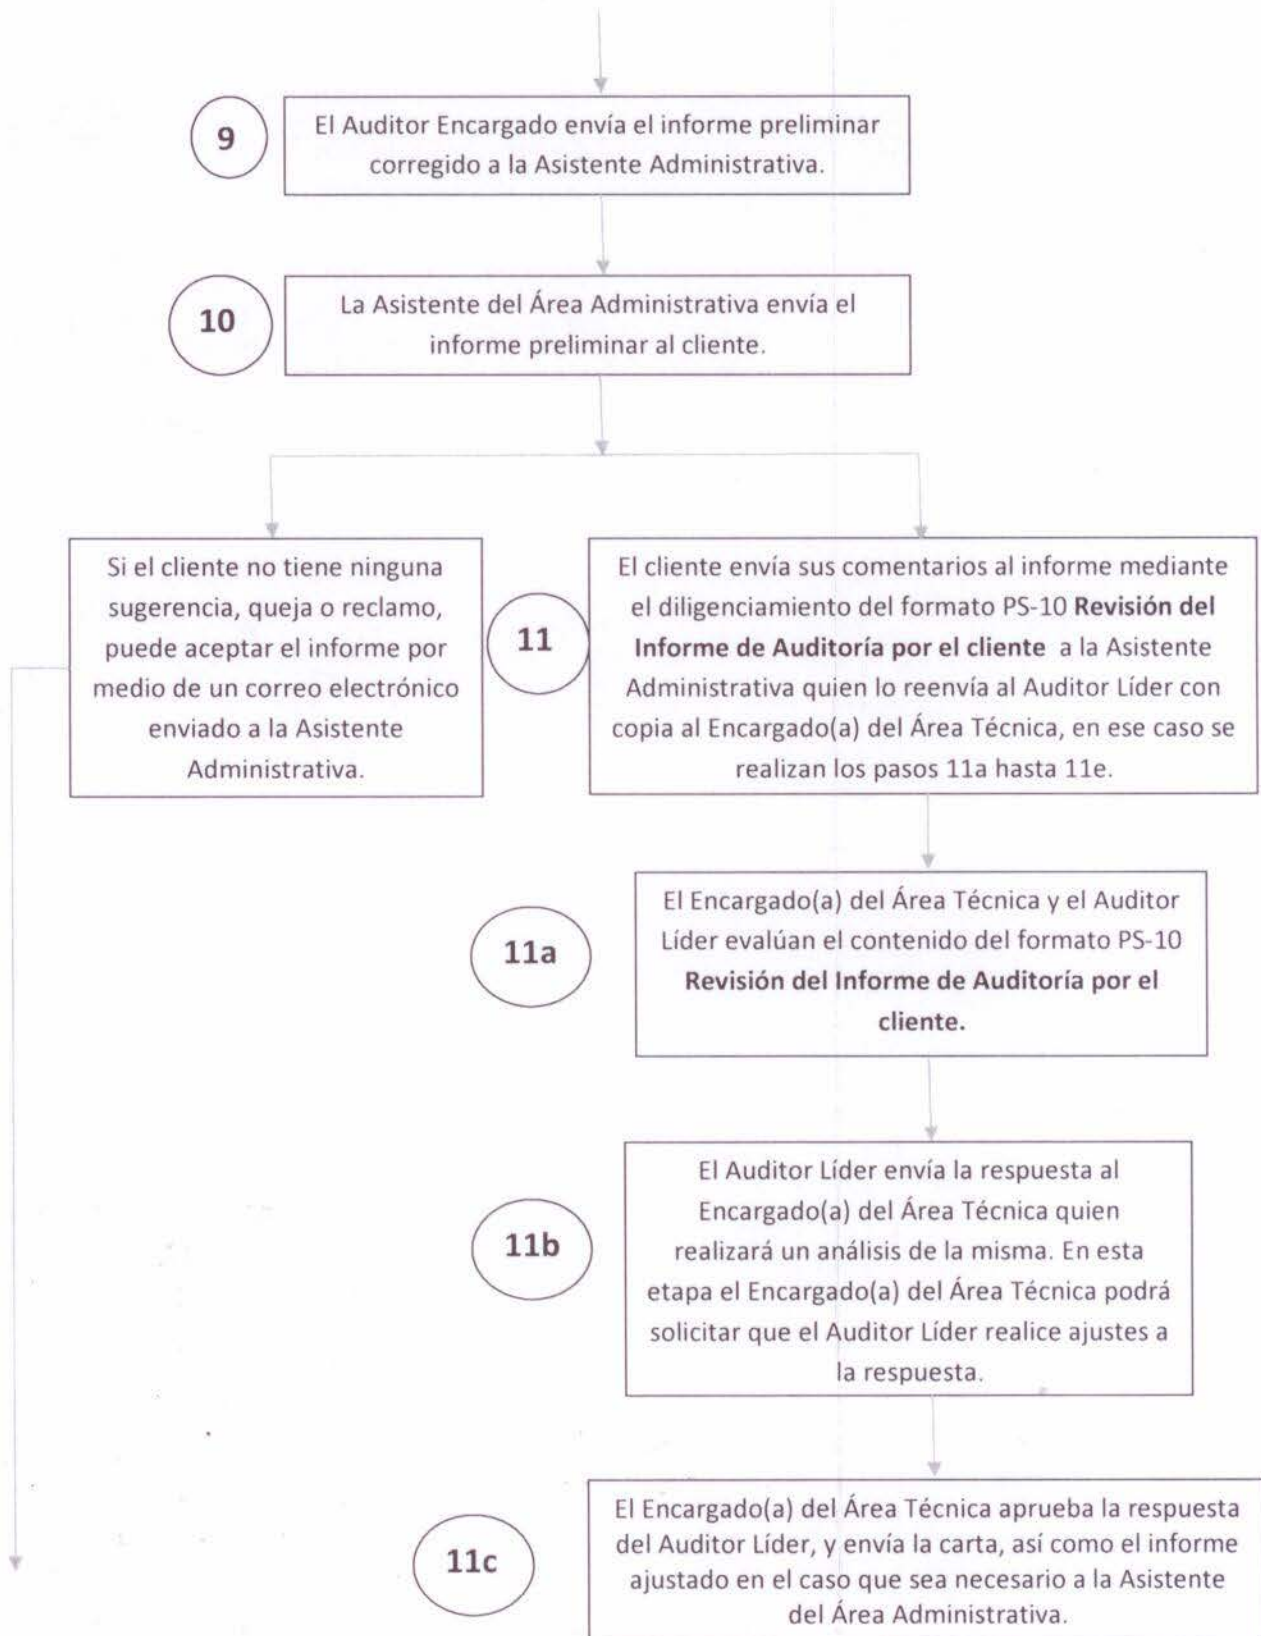 9
El Auditor Encargado envía el informe preliminar
corregido a la Asistente Administrativa.
10
La Asistente del Área Administrativa envía el
informe preliminar al cliente.
Si el cliente no tiene ninguna
sugerencia, queja o reclamo,
puede aceptar el informe por
medio de un correo electrónico
enviado a la Asistente
Administrativa.
11
El cliente envía sus comentarios al informe mediante
el diligenciamiento del formato PS-10 Revisión del
Informe de Auditoría por el cliente a la Asistente
Administrativa quien lo reenvía al Auditor Líder con
copia al Encargado(a) del Área Técnica, en ese caso se
realizan los pasos 11a hasta 11e.
11a
El Encargado(a) del Área Técnica y el Auditor
Líder evalúan el contenido del formato PS-10
Revisión del Informe de Auditoría por el
cliente.
11b
El Auditor Líder envía la respuesta al
Encargado(a) del Área Técnica quien
realizará un análisis de la misma. En esta
etapa el Encargado(a) del Área Técnica podrá
solicitar que el Auditor Líder realice ajustes a
la respuesta.
11c
El Encargado(a) del Área Técnica aprueba la respuesta
del Auditor Líder, y envía la carta, así como el informe
ajustado en el caso que sea necesario a la Asistente
del Área Administrativa.